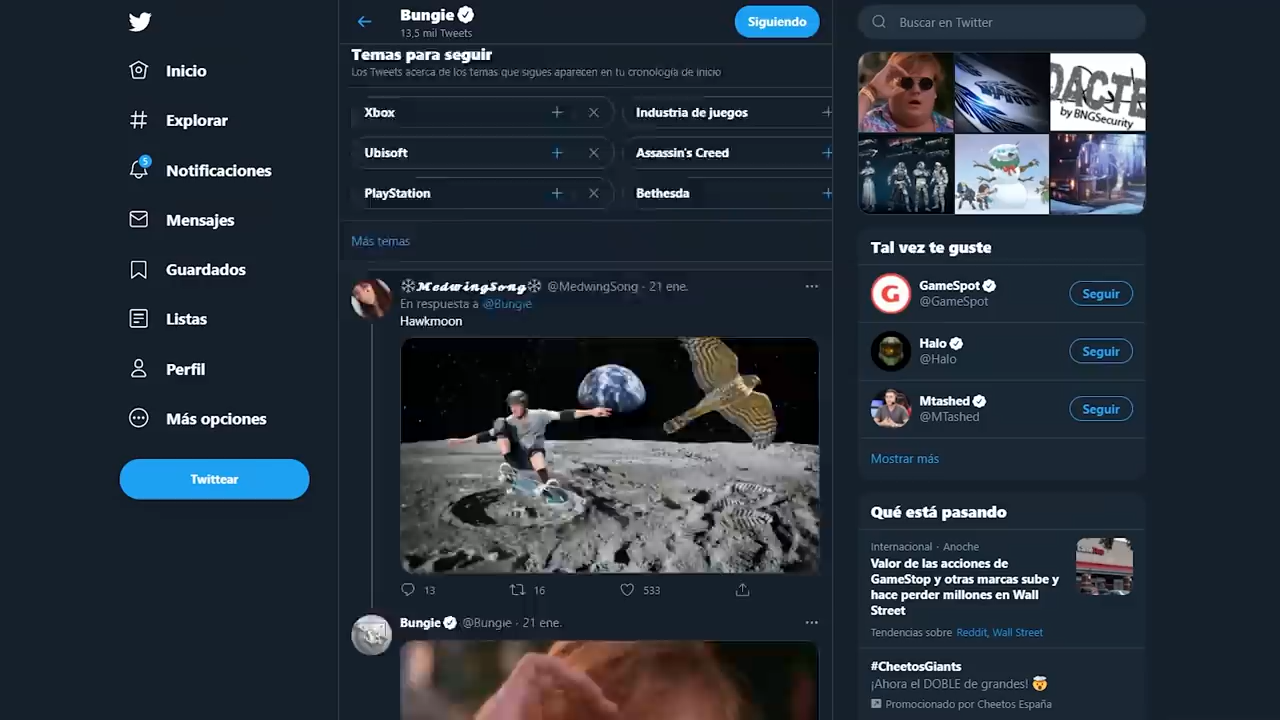 Inicio
Explorar
5
Notificaciones
Mensajes
Guardados
Listas
Perfil
Más opciones
Twittear
Bungie
13,5 mil Tweets
Siguiendo
Temas para seguir
Los Tweets acerca de los temas que sigues aparecen en tu cronología de inicio
Xbox
Industria de juegos
Ubisoft
Assassin's Creed
PlayStation
Bethesda
Más temas
❄𝓜𝓮𝓭𝔀𝓲𝓷𝓰𝓢𝓸𝓷𝓰❄ @MedwingSong · 21 ene.
En respuesta a @Bungie
Hawkmoon
13 16 533
Bungie @Bungie · 21 ene.
Buscar en Twitter
DACTE
by BNGSecurity
Tal vez te guste
G
GameSpot
@GameSpot
Seguir
Halo
@Halo
Seguir
Mtashed
@MTashed
Seguir
Mostrar más
Qué está pasando
Internacional · Anoche
Valor de las acciones de
GameStop y otras marcas sube y
hace perder millones en Wall
Street
Tendencias sobre Reddit, Wall Street
#CheetosGiants
¡Ahora el DOBLE de grandes! 🤯
Promocionado por Cheetos España